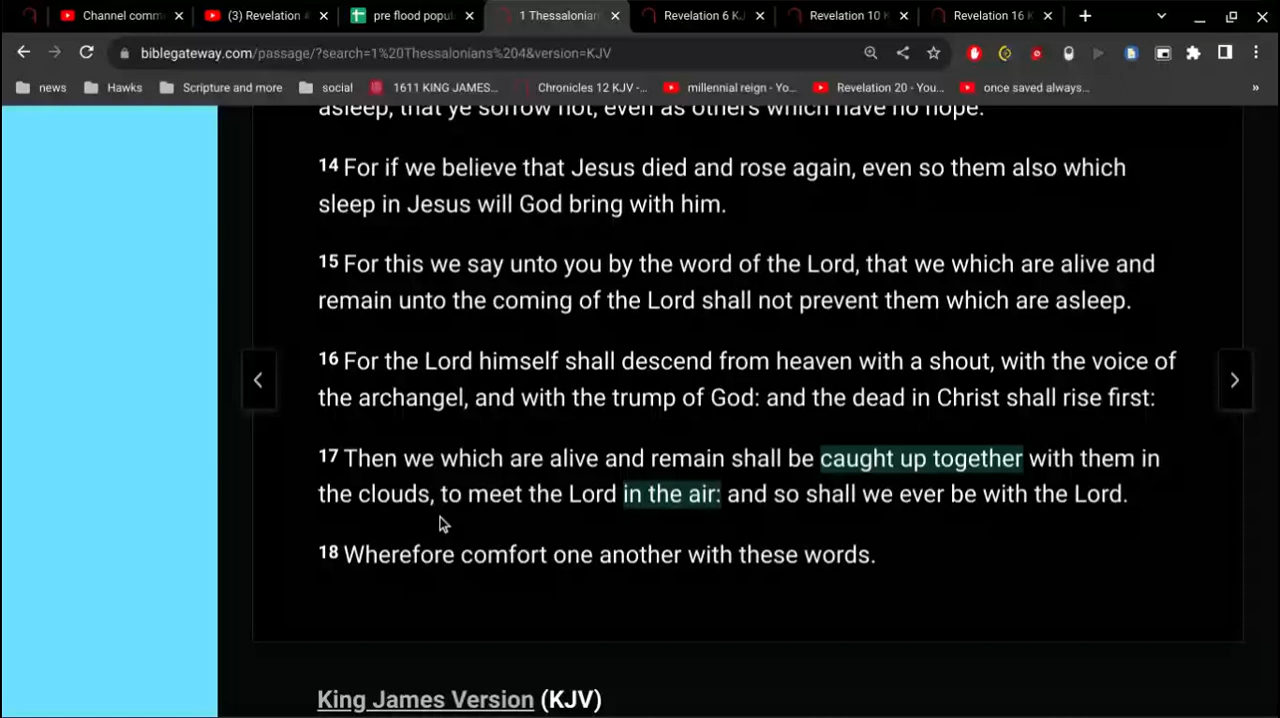 Channel comm
(3) Revelation
pre flood popul
1 Thessalonian
Revelation 6 KJ
Revelation 10 K
Revelation 16 K
biblegateway.com/passage/?search=1%20Thessalonians%204&version=KJV
news
Hawks
Scripture and more
social
1611 KING JAMES...
Chronicles 12 KJV -...
millennial reign - Yo...
Revelation 20 - You...
once saved always...
»
asleep, that ye sorrow not, even as others which have no hope.
14 For if we believe that Jesus died and rose again, even so them also which
sleep in Jesus will God bring with him.
15 For this we say unto you by the word of the Lord, that we which are alive and
remain unto the coming of the Lord shall not prevent them which are asleep.
16 For the Lord himself shall descend from heaven with a shout, with the voice of
the archangel, and with the trump of God: and the dead in Christ shall rise first:
17 Then we which are alive and remain shall be caught up together with them in
the clouds, to meet the Lord in the air: and so shall we ever be with the Lord.
18 Wherefore comfort one another with these words.
King James Version (KJV)